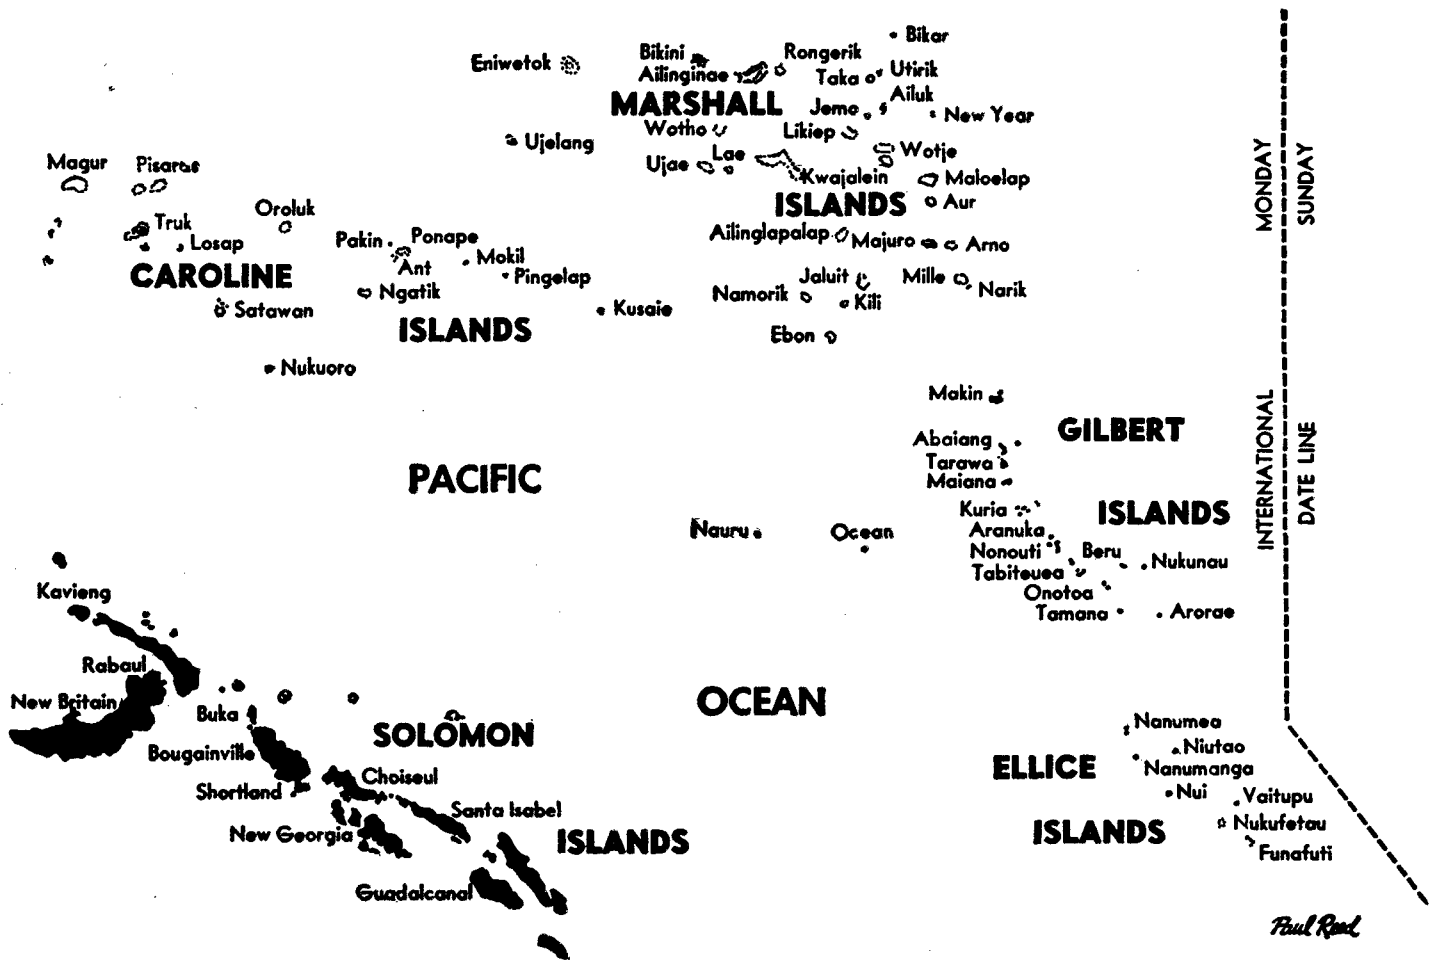 Bikar
Eniwetok
Bikini
Rongerik
Ailinginae
Taka
Utirik
MARSHALL
Jemo
Ailuk
New Year
Wotho
Likiep
Ujelang
Ujae
Lae
Wotje
Kwajalein
Maloelap
ISLANDS
Aur
Ailinglapalap
Majuro
Arno
Jaluit
Mille
Narik
Namorik
Kili
Ebon
Magur
Pisaras
Truk
Oroluk
Losap
Pakin
Ponape
Ant
Mokil
Pingelap
CAROLINE
Ngatik
Satawan
ISLANDS
Kusaie
Nukuoro
MONDAY
SUNDAY
INTERNATIONAL
DATE LINE
Makin
GILBERT
Abaiang
Tarawa
Maiana
Kuria
ISLANDS
Aranuka
Nonouti
Beru
Nukunau
Tabiteuea
Onotoa
Tamana
Arorae
PACIFIC
Nauru
Ocean
OCEAN
Kavieng
Rabaul
New Britain
Buka
SOLOMON
Bougainville
Shortland
Choiseul
Santa Isabel
New Georgia
ISLANDS
Guadalcanal
Nanumea
Niutao
ELLICE
Nanumanga
Nui
Vaitupu
ISLANDS
Nukufetau
Funafuti
Paul Reed